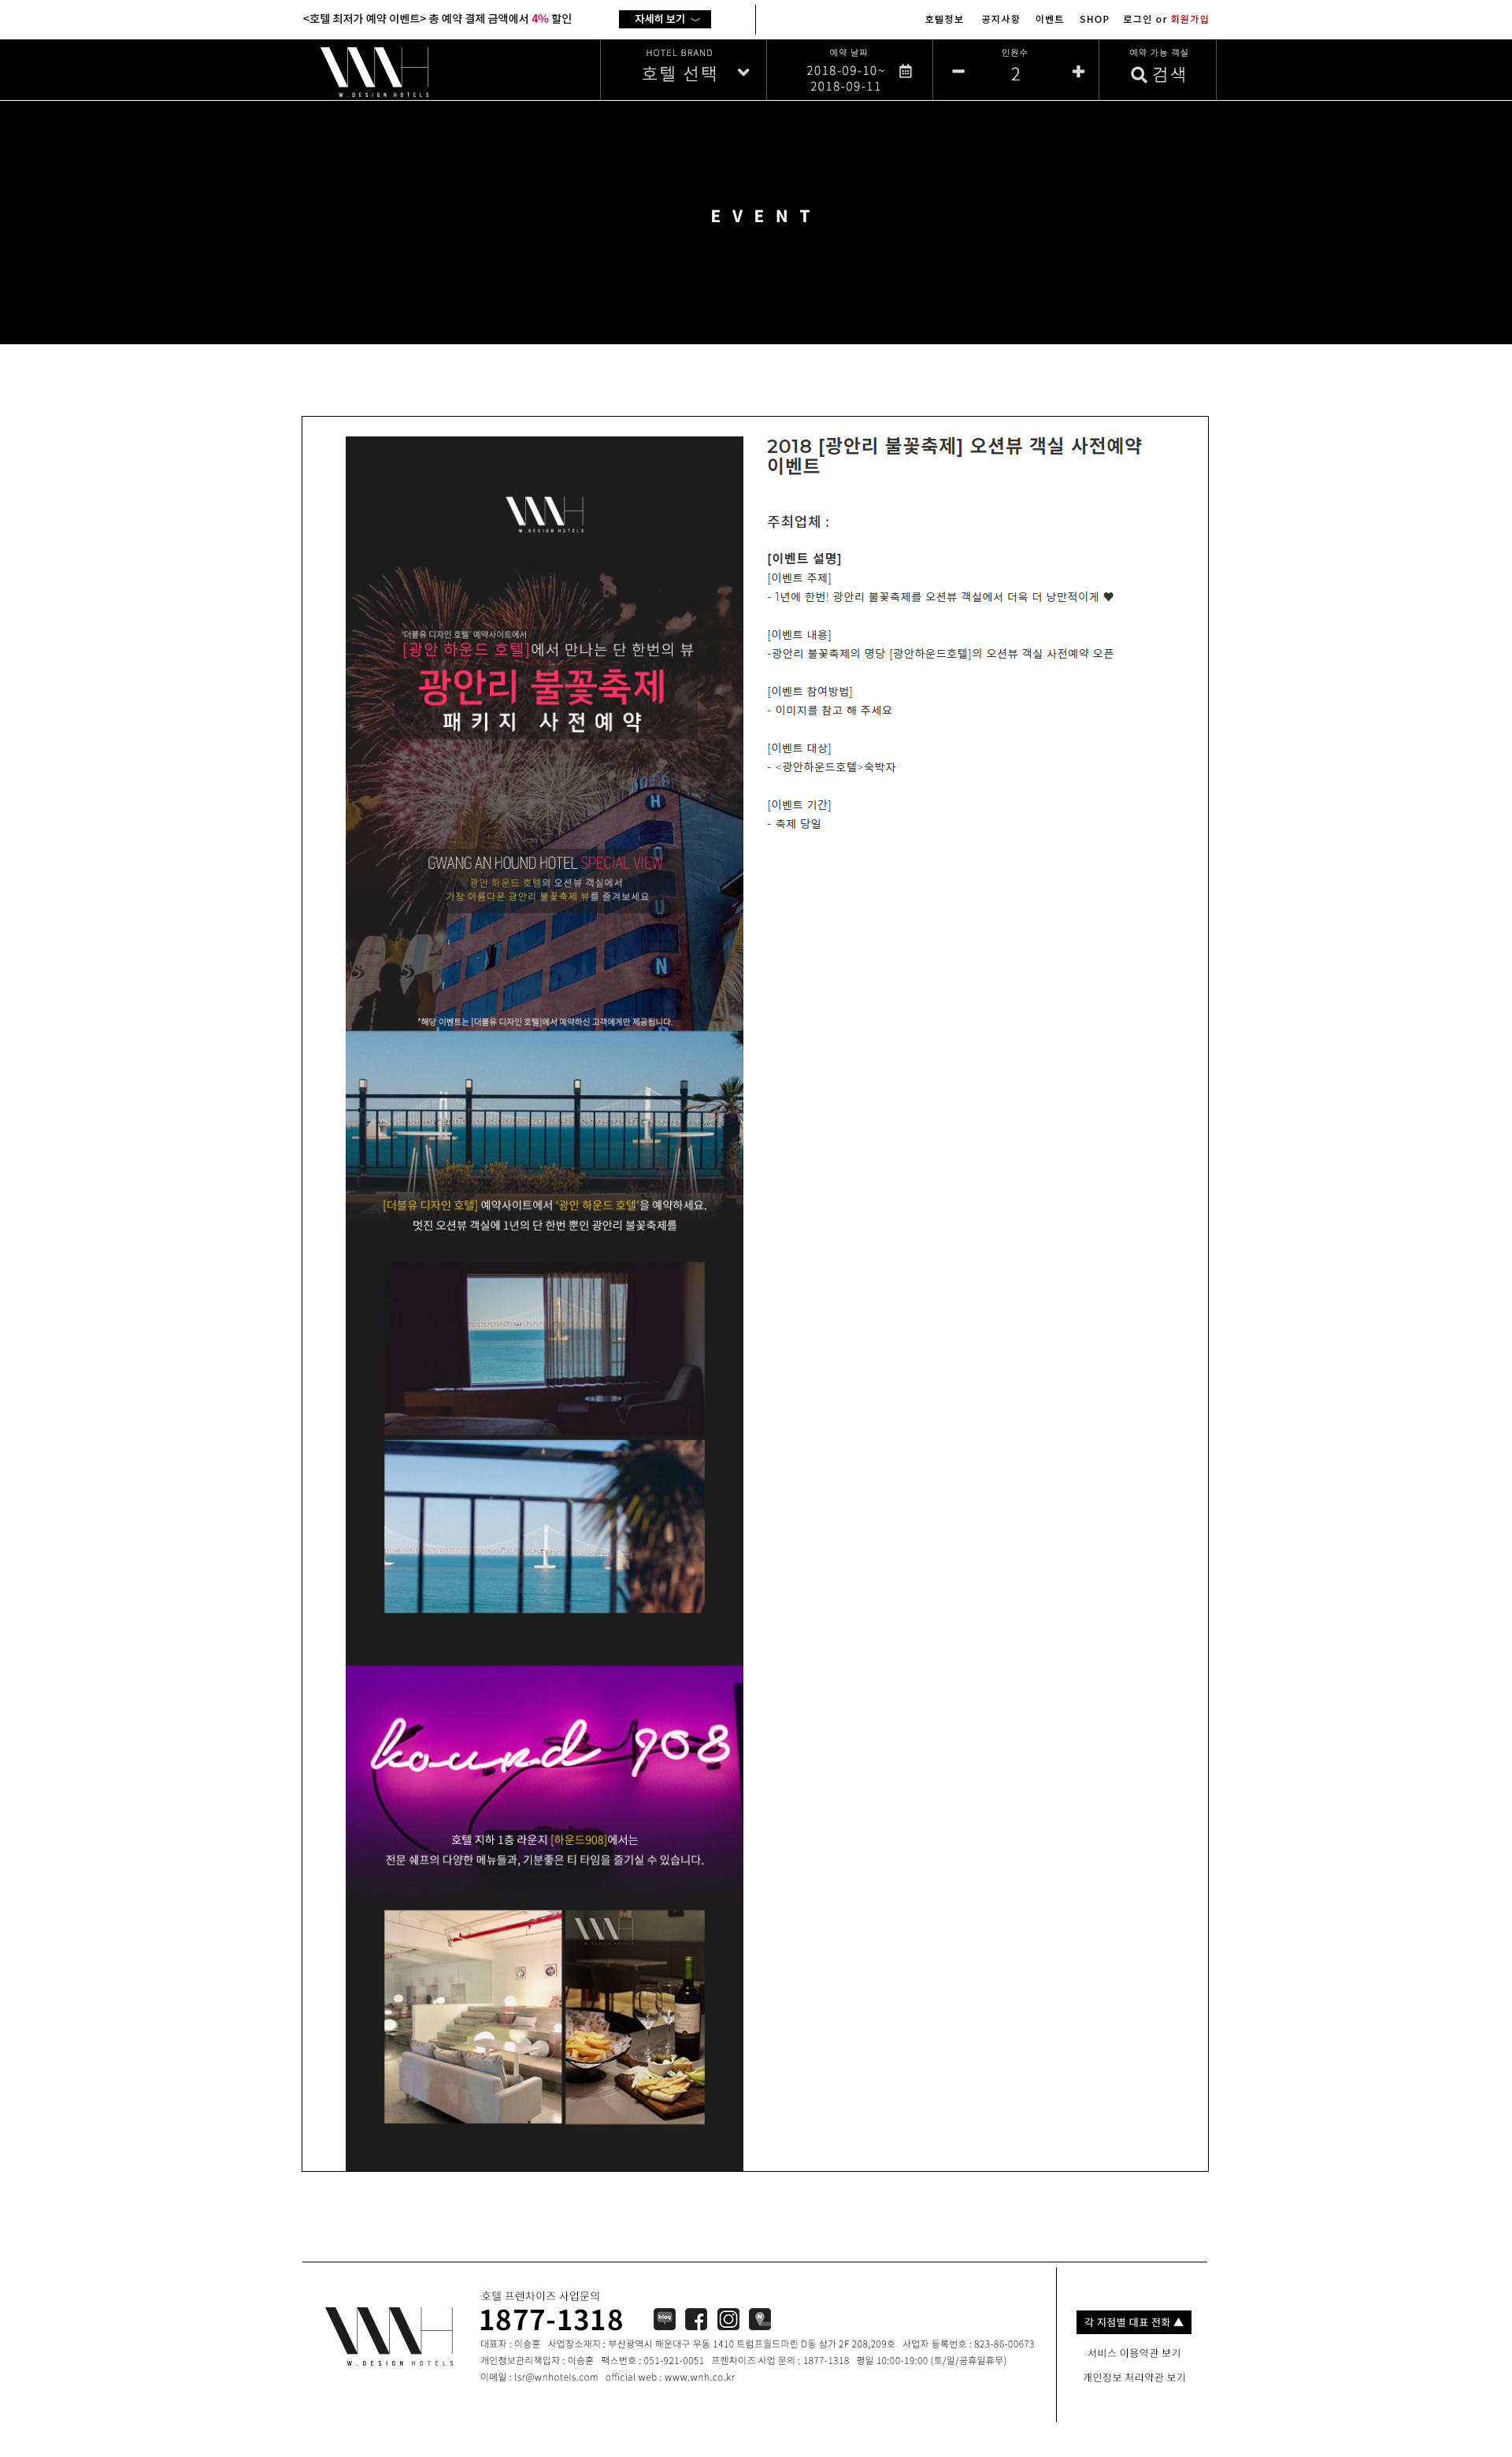 <호텔 최저가 예약 이벤트> 총 예약 결제 금액에서 4% 할인
자세히 보기
호텔정보 공지사항 이벤트 SHOP 로그인 or 회원가입
W.DESIGN HOTELS
HOTEL BRAND
호텔 선택
예약 날짜
2018-09-10~
2018-09-11
인원수
2
예약 가능 객실
검색
EVENT
W.DESIGN HOTELS
'더블유 디자인 호텔' 예약사이트에서
[광안 하운드 호텔]에서 만나는 단 한번의 뷰
광안리 불꽃축제
패키지 사전예약
H
O
U
N
GWANG AN HOUND HOTEL SPECIAL VIEW
광안 하운드 호텔의 오션뷰 객실에서
가장 아름다운 광안리 불꽃축제 뷰를 즐겨보세요
*해당 이벤트는 [더블유 디자인 호텔]에서 예약하신 고객에게만 제공됩니다.
[더블유 디자인 호텔] 예약사이트에서 '광안 하운드 호텔'을 예약하세요.
멋진 오션뷰 객실에 1년의 단 한번 뿐인 광안리 불꽃축제를
hound 908
호텔 지하 1층 라운지 [하운드908]에서는
전문 쉐프의 다양한 메뉴들과, 기분좋은 티 타임을 즐기실 수 있습니다.
2018 [광안리 불꽃축제] 오션뷰 객실 사전예약
이벤트
주최업체 :
[이벤트 설명]
[이벤트 주제]
- 1년에 한번! 광안리 불꽃축제를 오션뷰 객실에서 더욱 더 낭만적이게 ♥
[이벤트 내용]
-광안리 불꽃축제의 명당 [광안하운드호텔]의 오션뷰 객실 사전예약 오픈
[이벤트 참여방법]
- 이미지를 참고 해 주세요
[이벤트 대상]
- <광안하운드호텔>숙박자
[이벤트 기간]
- 축제 당일
W.DESIGN HOTELS
호텔 프렌차이즈 사업문의
1877-1318
blog
대표자 : 이승훈 사업장소재지 : 부산광역시 해운대구 우동 1410 트럼프월드마린 D동 상가 2F 208,209호 사업자 등록번호 : 823-86-00673
개인정보관리책임자 : 이승훈 팩스번호 : 051-921-0051 프렌차이즈 사업 문의 : 1877-1318 평일 10:00-19:00 (토/일/공휴일휴무)
이메일 : lsr@wnhotels.com official web : www.wnh.co.kr
각 지점별 대표 전화 ▲
서비스 이용약관 보기
개인정보 처리약관 보기